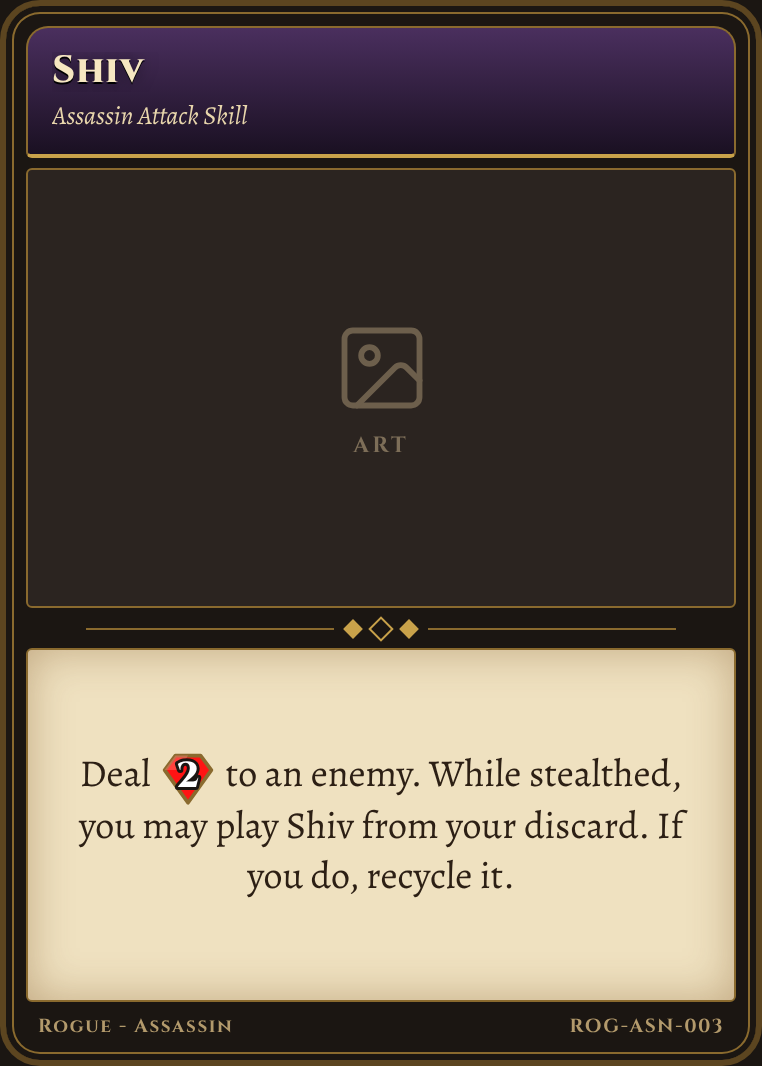 Shiv
Assassin Attack Skill
ART
Deal 2 to an enemy. While stealthed,
you may play Shiv from your discard. If
you do, recycle it.
Rogue - Assassin
ROG-ASN-003